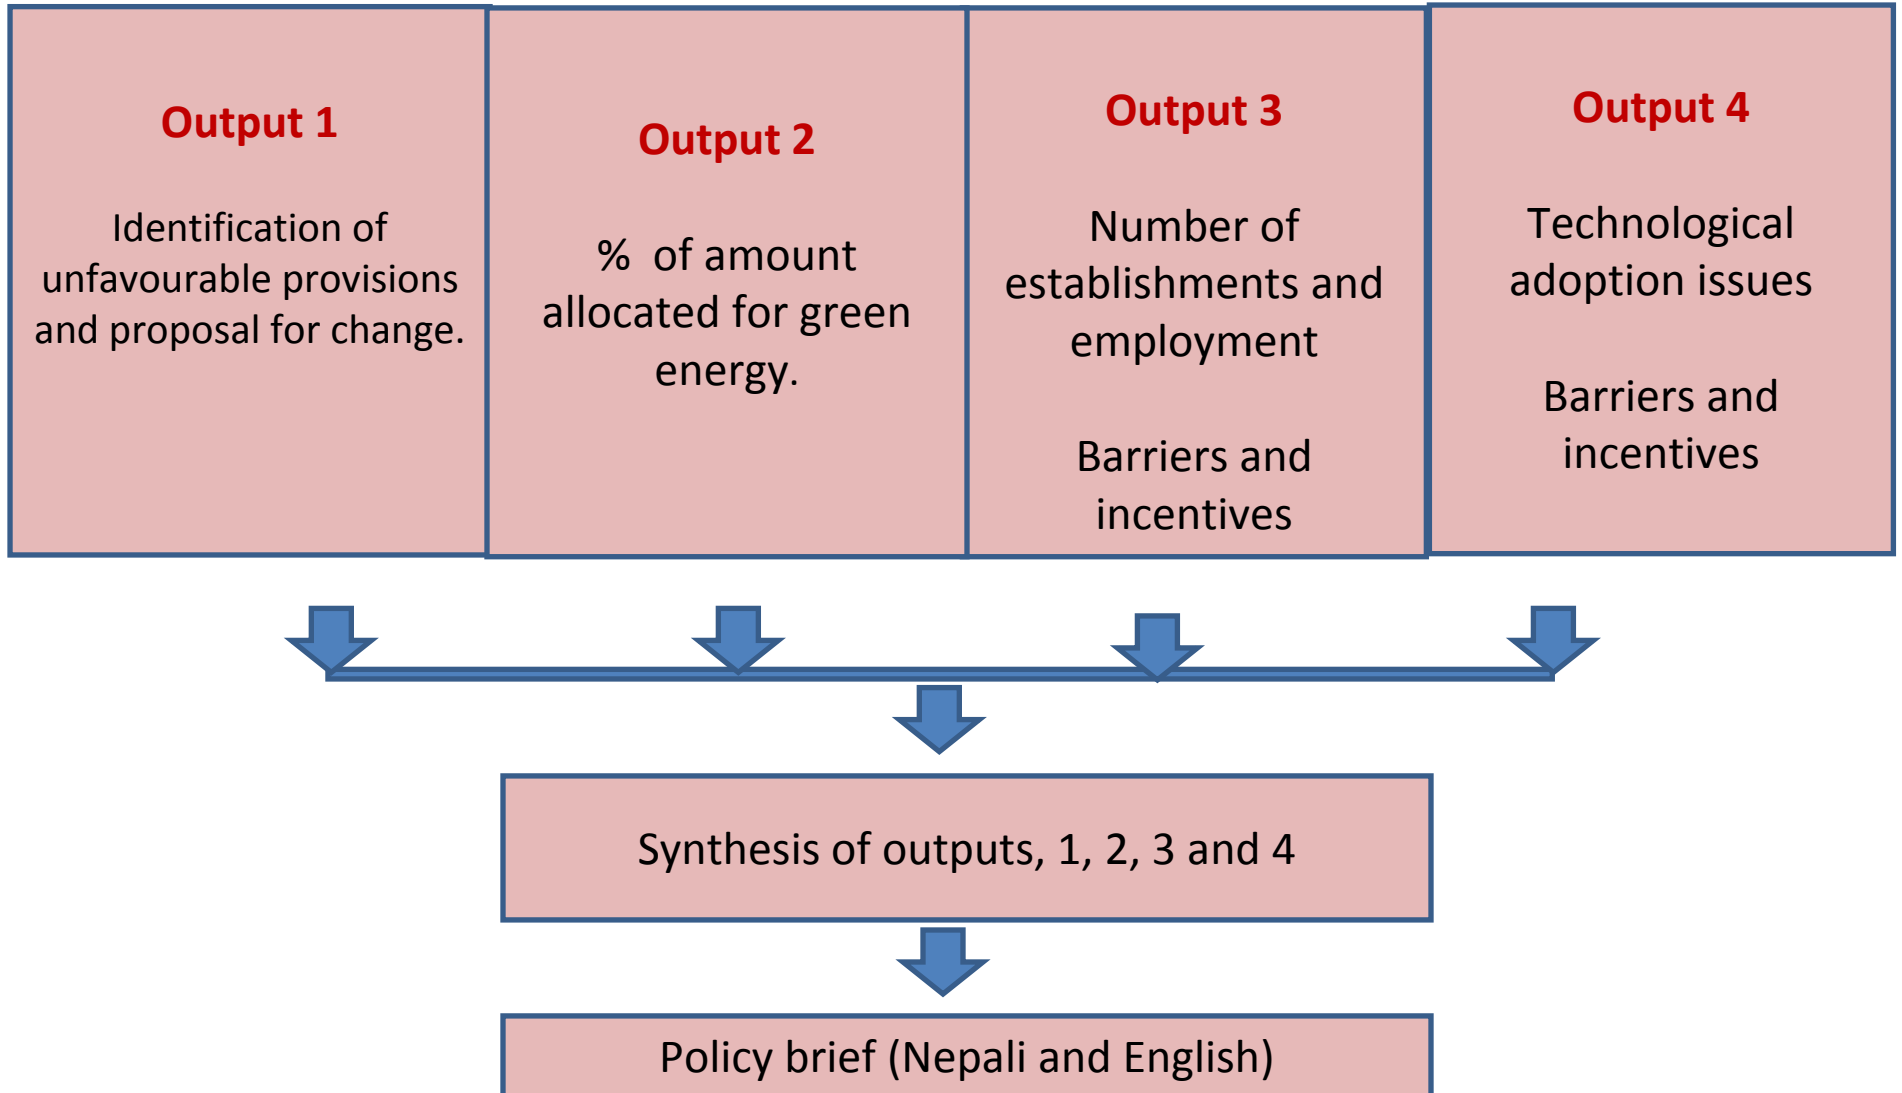 Output 1
Identification of
unfavourable provisions
and proposal for change.
Output 2
% of amount
allocated for green
energy.
Output 3
Number of
establishments and
employment
Barriers and
incentives
Output 4
Technological
adoption issues
Barriers and
incentives
Synthesis of outputs, 1, 2, 3 and 4
Policy brief (Nepali and English)